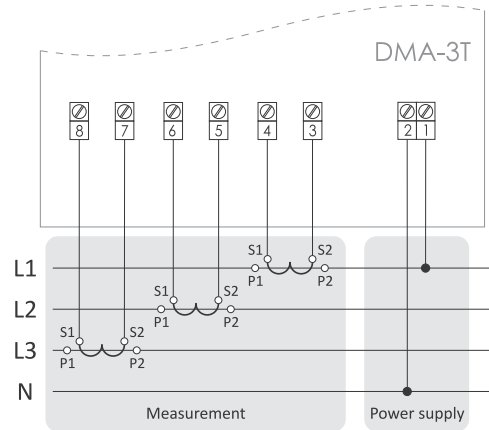 DMA-3T
8 7 6 5 4 3 2 1
S1 S2
L1
P1 P2
S1 S2
L2
P1 P2
S1 S2
L3
P1 P2
N
Measurement Power supply